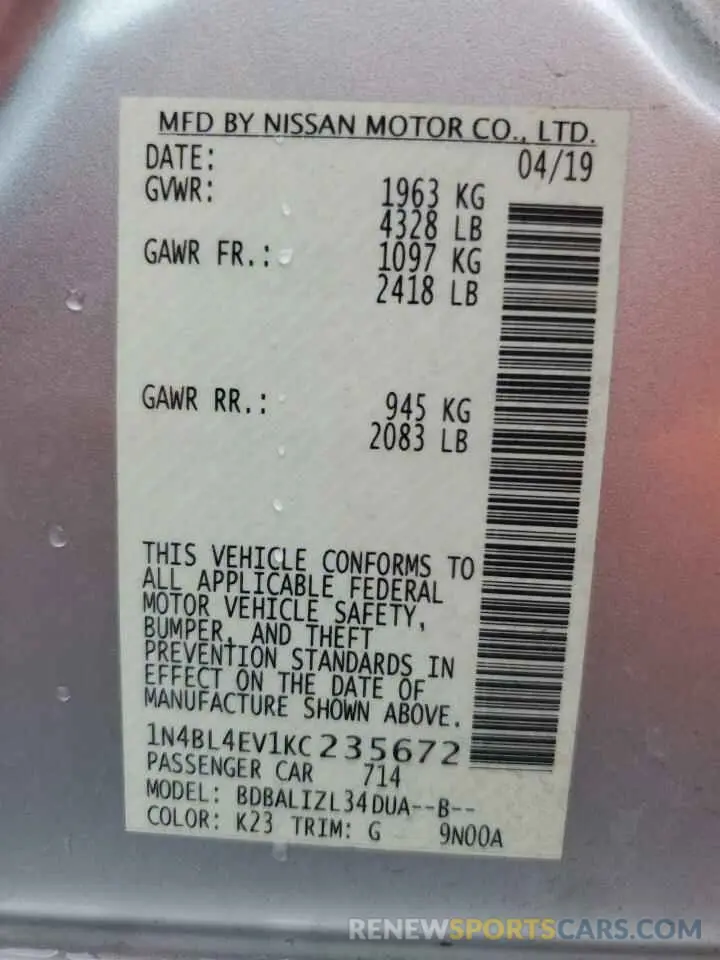 MFD BY NISSAN MOTOR CO., LTD.
DATE: 04/19
GVWR: 1963 KG
4328 LB
GAWR FR.: 1097 KG
2418 LB
GAWR RR.: 945 KG
2083 LB
THIS VEHICLE CONFORMS TO
ALL APPLICABLE FEDERAL
MOTOR VEHICLE SAFETY,
BUMPER, AND THEFT
PREVENTION STANDARDS IN
EFFECT ON THE DATE OF
MANUFACTURE SHOWN ABOVE.
1N4BL4EV1KC235672
PASSENGER CAR 714
MODEL: BDBALIZL34DUA--B--
COLOR: K23 TRIM: G 9N00A
RENEWSPORTSCARS.COM